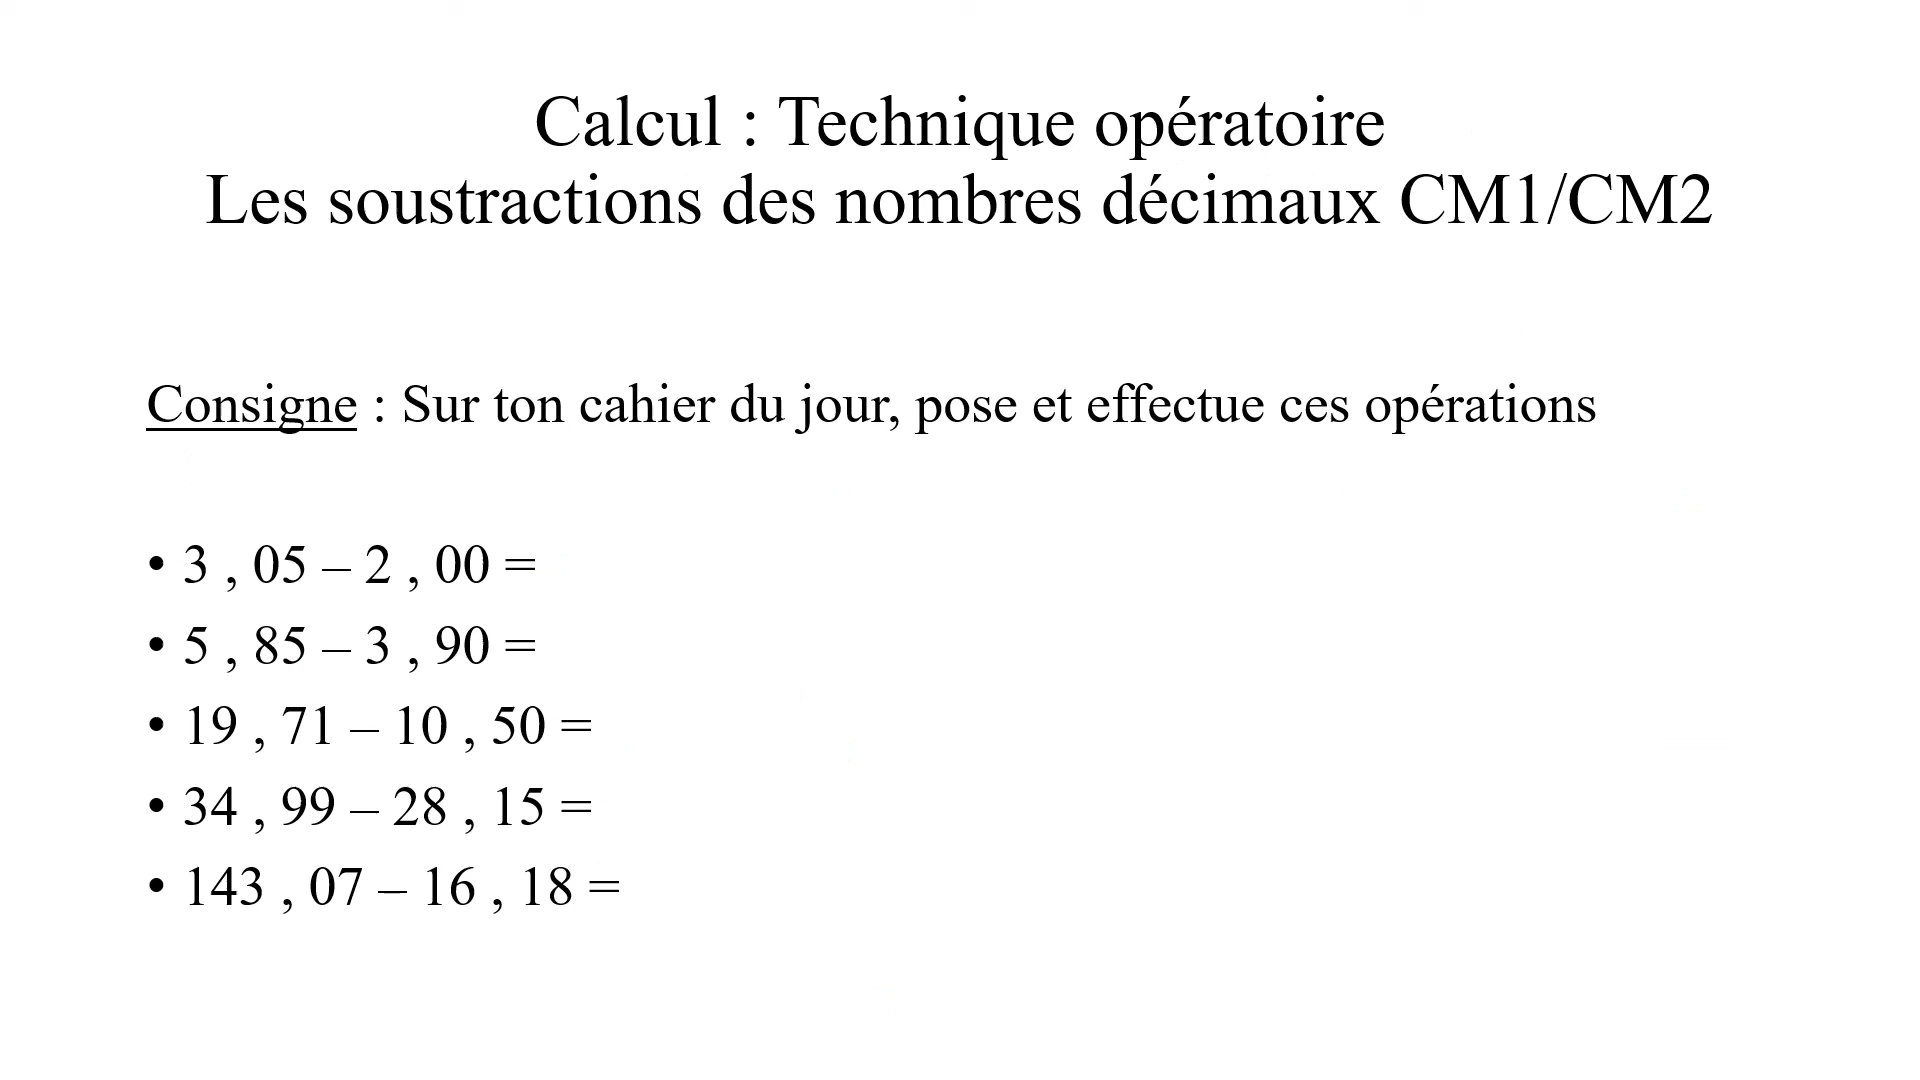 Calcul : Technique opératoire
Les soustractions des nombres décimaux CM1/CM2
Consigne : Sur ton cahier du jour, pose et effectue ces opérations
• 3 , 05 – 2 , 00 =
• 5 , 85 – 3 , 90 =
• 19 , 71 – 10 , 50 =
• 34 , 99 – 28 , 15 =
• 143 , 07 – 16 , 18 =